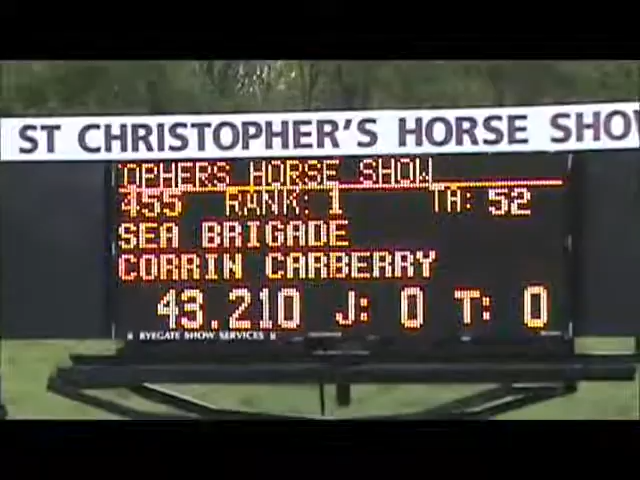 ST CHRISTOPHER'S HORSE SHOW
OPHERS HORSE SHOW
455 RANK: 1 TA: 52
SEA BRIGADE
CORRIN CARBERRY
43.210 J: 0 T: 0
RYEGATE SHOW SERVICES